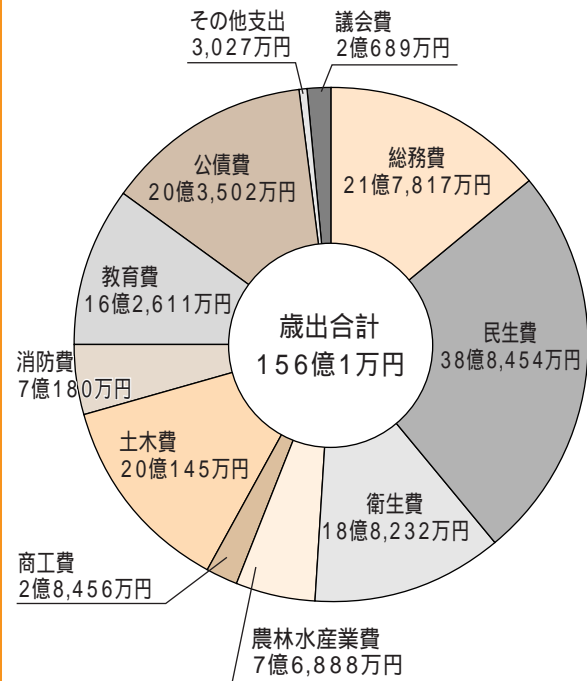 その他支出
3,027万円
議会費
2億689万円
公債費
20億3,502万円
総務費
21億7,817万円
教育費
16億2,611万円
歳出合計
156億1万円
民生費
38億8,454万円
消防費
7億180万円
土木費
20億145万円
衛生費
18億8,232万円
商工費
2億8,456万円
農林水産業費
7億6,888万円